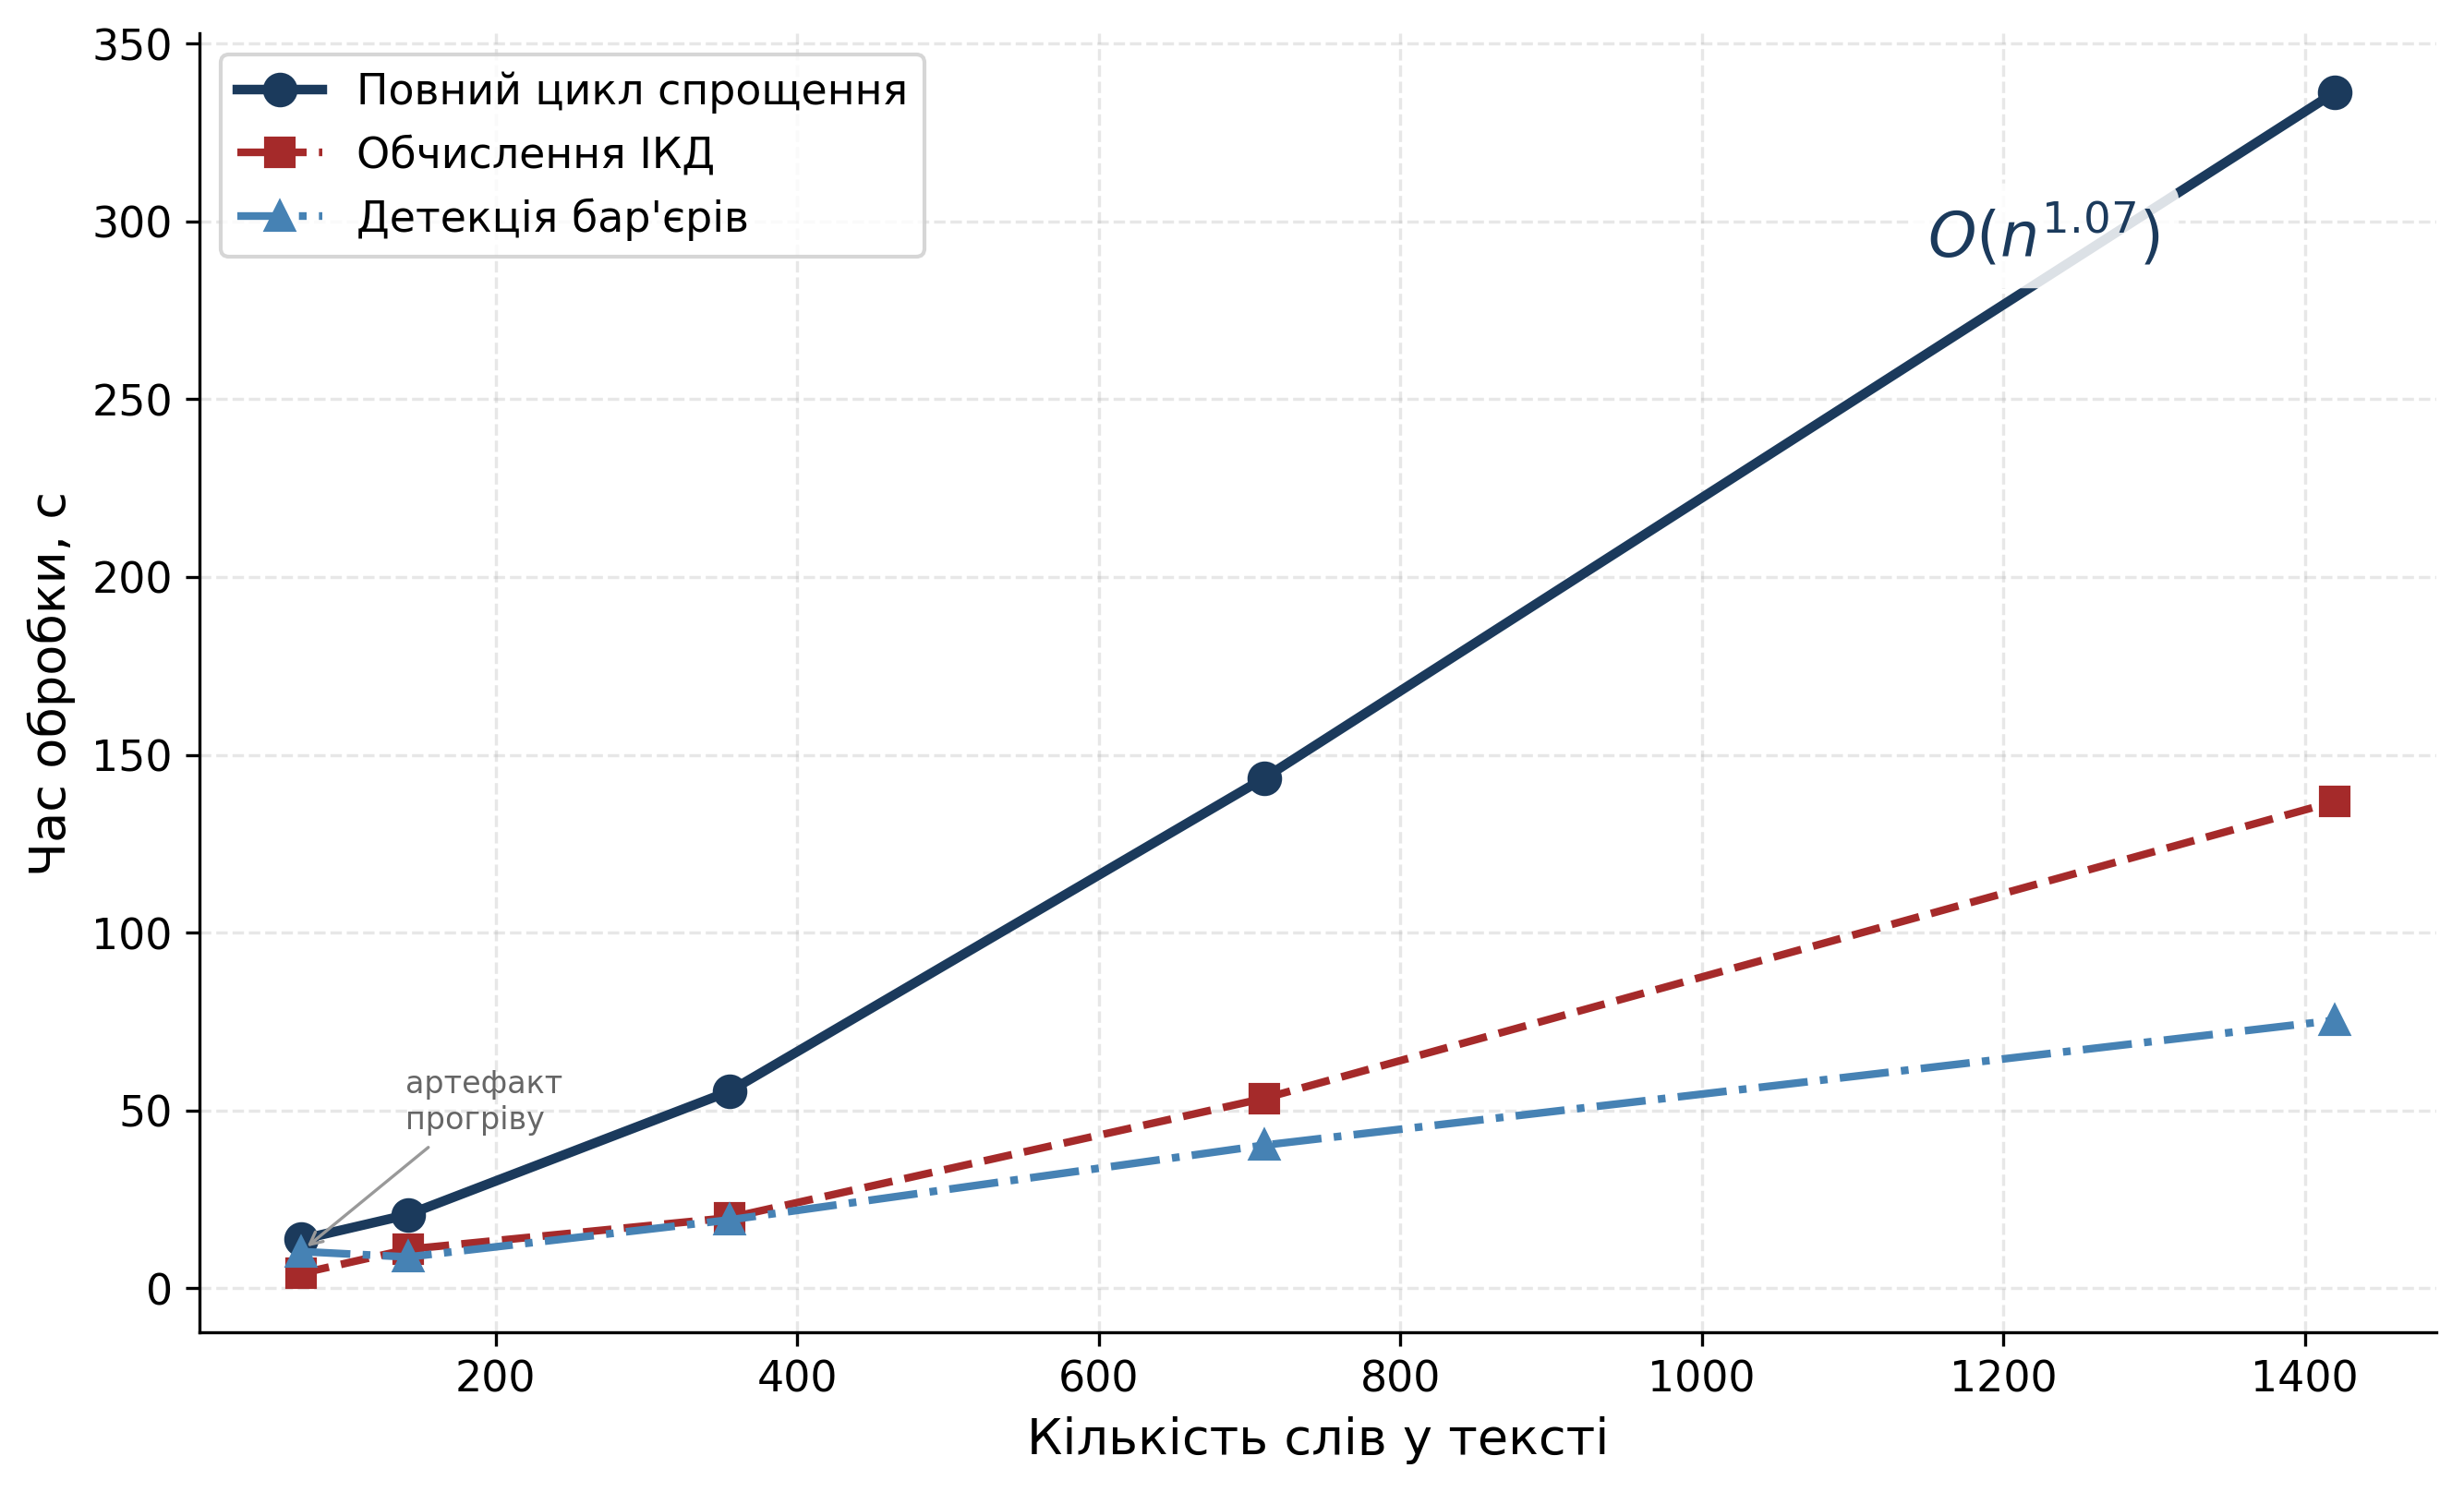 Повний цикл спрощення
Обчислення ІКД
Детекція бар'єрів
O(n^1.07)
350
300
250
200
150
100
50
0
Час обробки, с
артефакт
прогріву
200 400 600 800 1000 1200 1400
Кількість слів у тексті